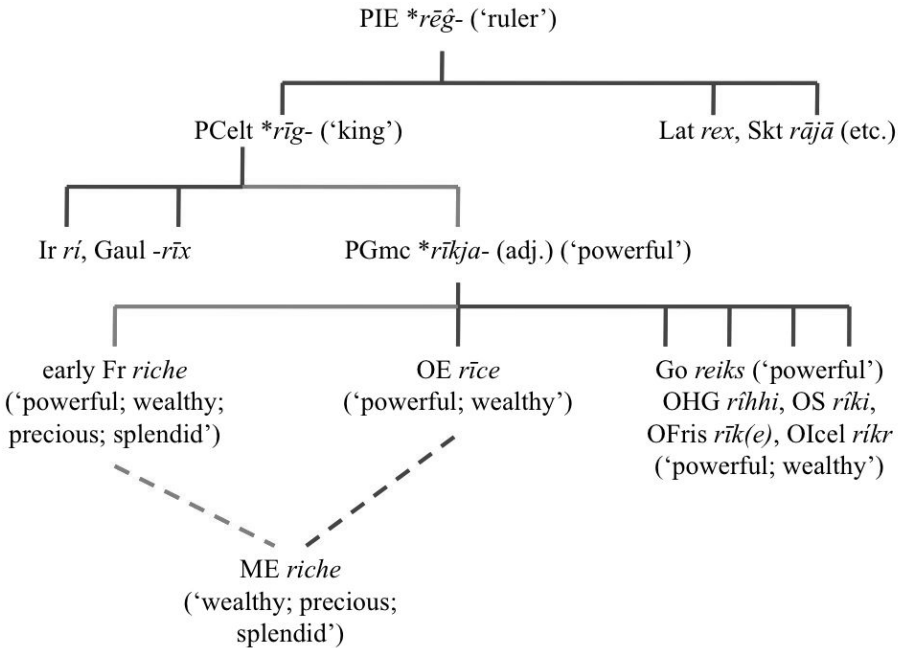 PIE *rēĝ- (‘ruler’)
PCelt *rīg- (‘king’)
Lat rex, Skt rājā (etc.)
Ir rí, Gaul -rīx
PGmc *rīkja- (adj.) (‘powerful’)
early Fr riche
(‘powerful; wealthy;
precious; splendid’)
OE rīce
(‘powerful; wealthy’)
Go reiks (‘powerful’)
OHG rîhhi, OS rîki,
OFris rīk(e), OIcel ríkr
(‘powerful; wealthy’)
ME riche
(‘wealthy; precious;
splendid’)